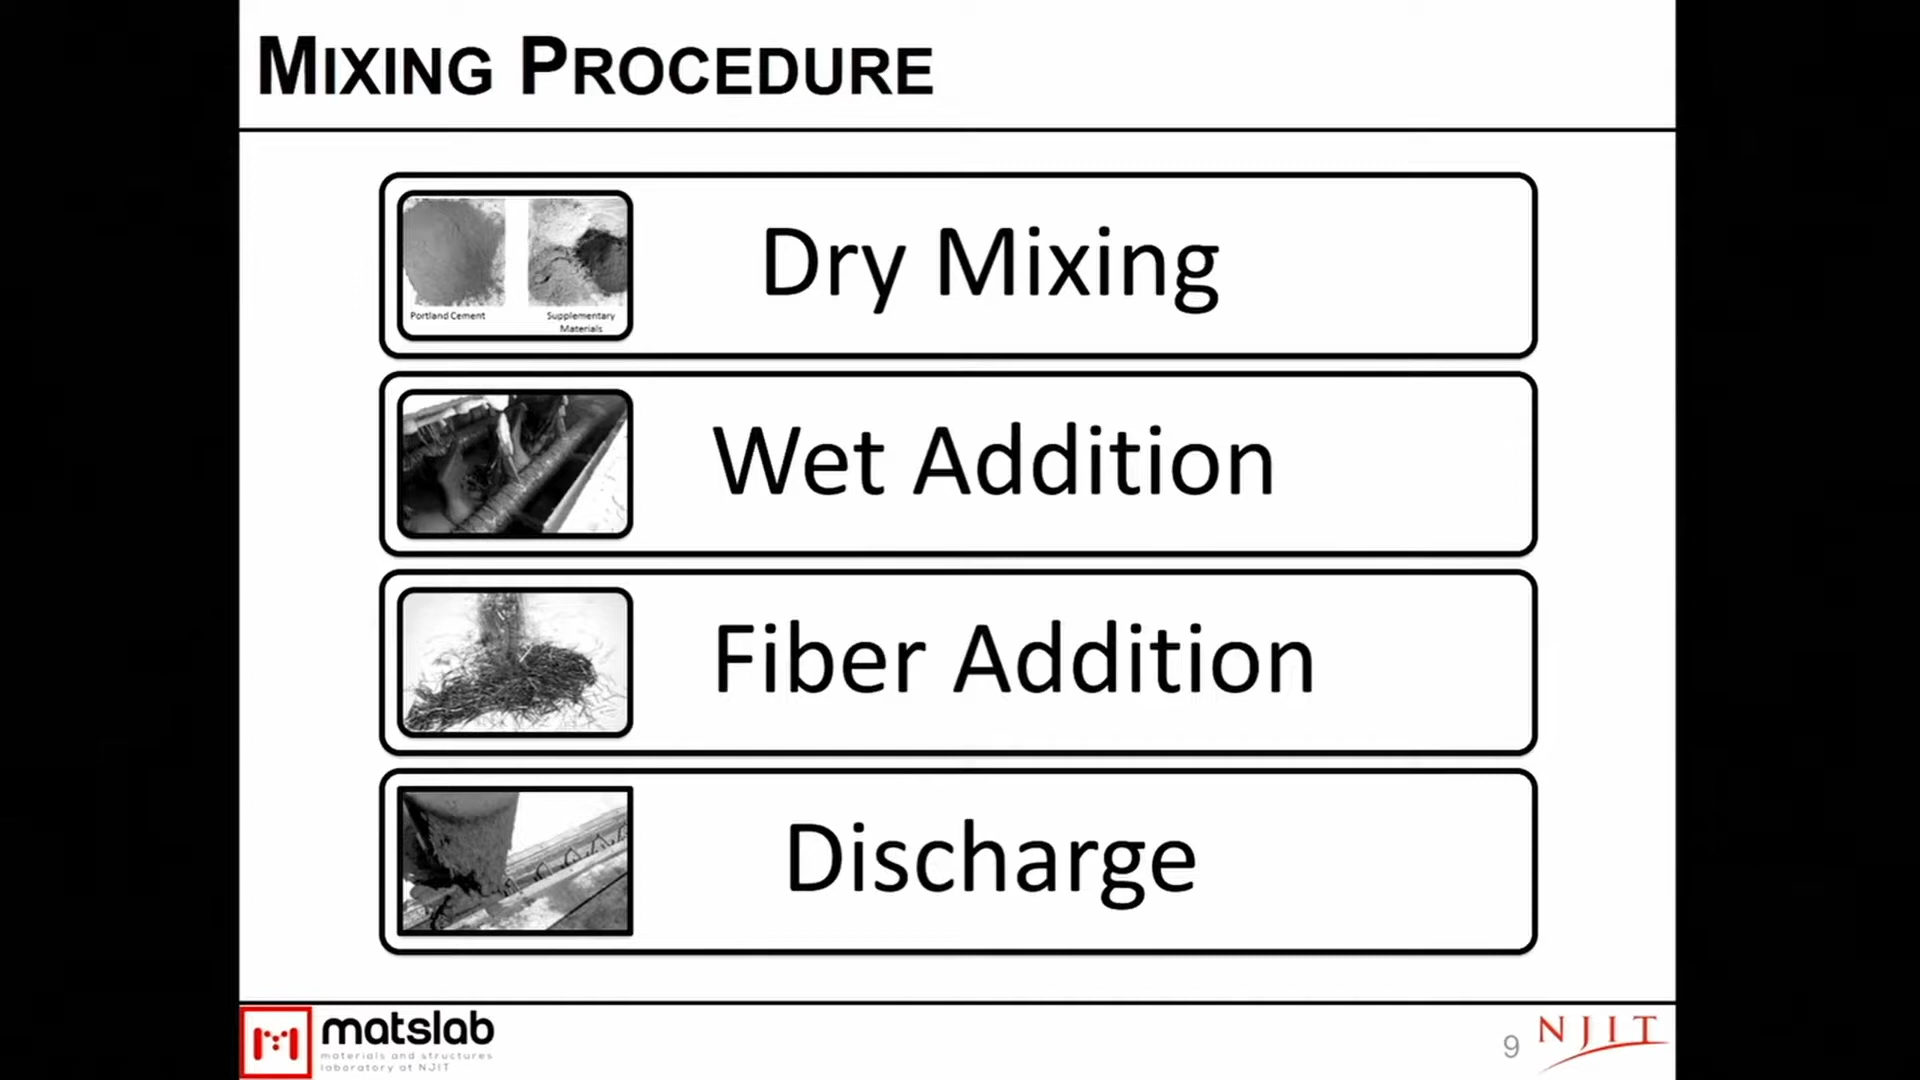 MIXING PROCEDURE
Portland Cement
Supplementary
Materials
Dry Mixing
Wet Addition
Fiber Addition
Discharge
matslab
materials and structures
laboratory at NJIT
9
NJIT